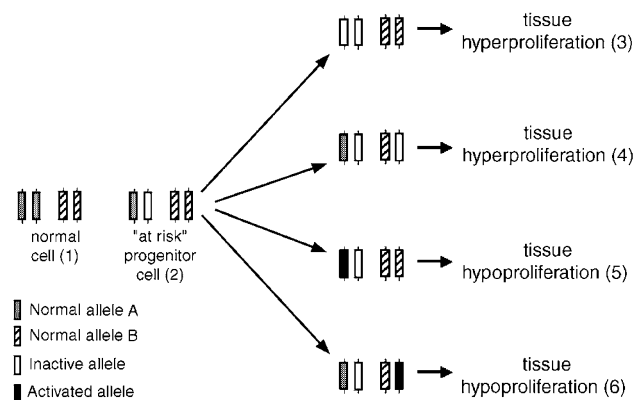 tissue
hyperproliferation (3)
tissue
hyperproliferation (4)
normal
cell (1)
"at risk"
progenitor
cell (2)
tissue
hypoproliferation (5)
tissue
hypoproliferation (6)
Normal allele A
Normal allele B
Inactive allele
Activated allele